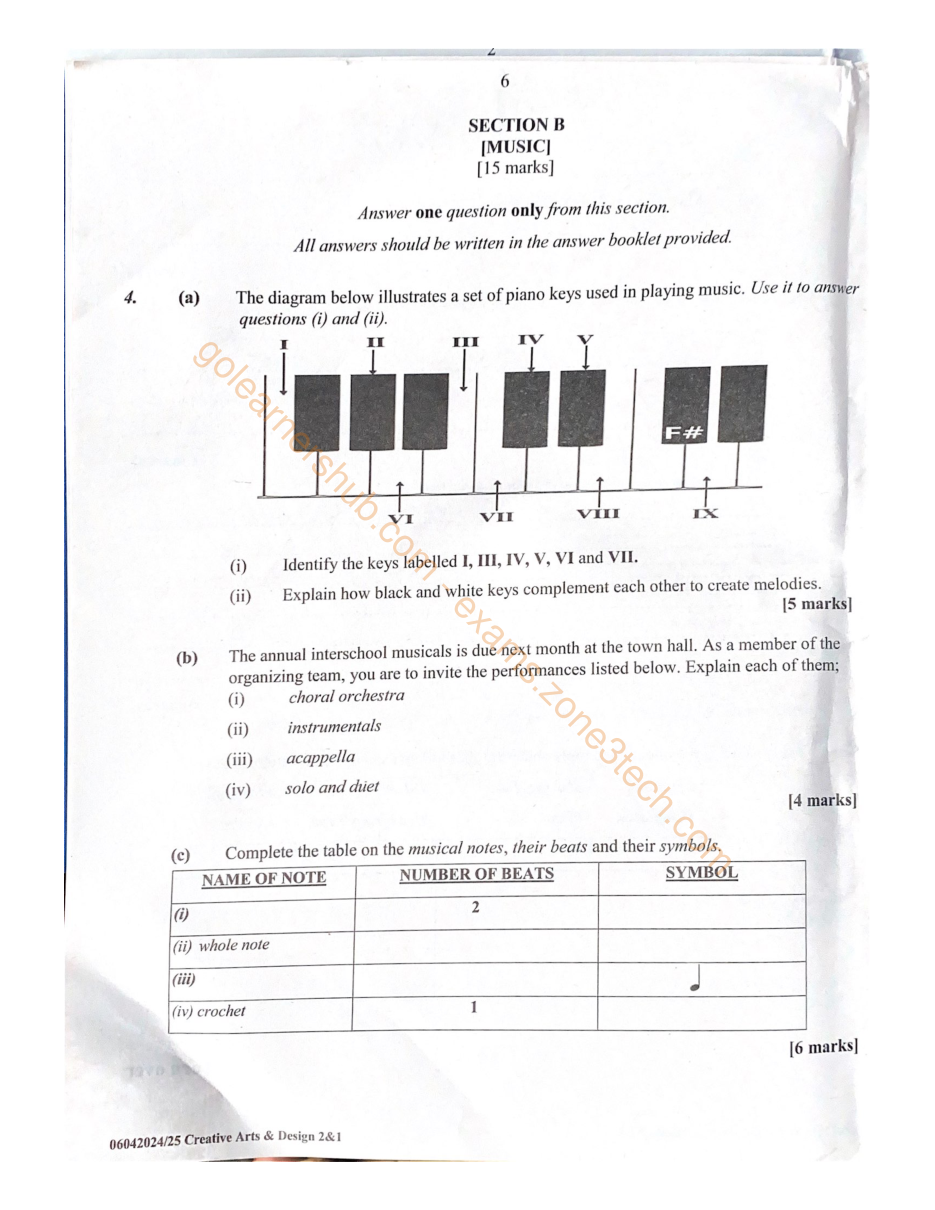 6
SECTION B
[MUSIC]
[15 marks]
Answer one question only from this section.
All answers should be written in the answer booklet provided.
4. (a) The diagram below illustrates a set of piano keys used in playing music. Use it to answer
questions (i) and (ii).
I II III IV V
F#
VI VII VIII IX
(i) Identify the keys labelled I, III, IV, V, VI and VII.
(ii) Explain how black and white keys complement each other to create melodies.
[5 marks]
(b) The annual interschool musicals is due next month at the town hall. As a member of the
organizing team, you are to invite the performances listed below. Explain each of them;
(i) choral orchestra
(ii) instrumentals
(iii) acappella
(iv) solo and duet
[4 marks]
(c) Complete the table on the musical notes, their beats and their symbols.
NAME OF NOTE NUMBER OF BEATS SYMBOL
(i) 2
(ii) whole note
(iii)
(iv) crochet 1
[6 marks]
06042024/25 Creative Arts & Design 2&1
golearnershub.com - exams.zone3tech.com